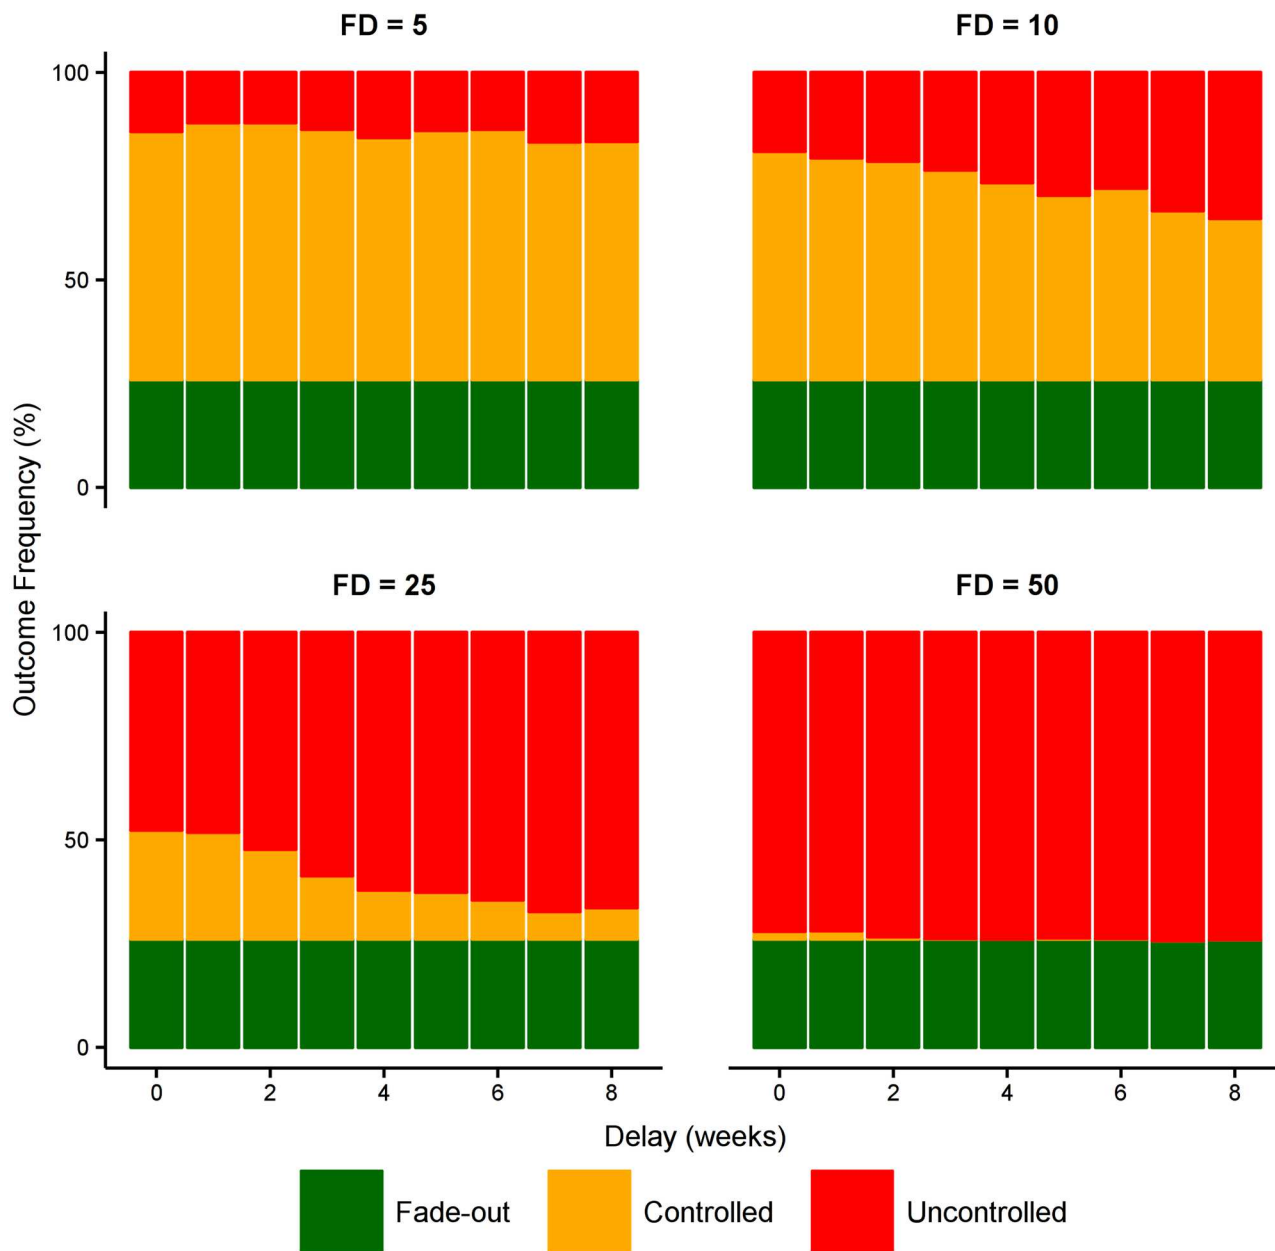 FD = 5
FD = 10
100
50
0
Outcome Frequency (%)
FD = 25
FD = 50
100
50
0
0 2 4 6 8
0 2 4 6 8
Delay (weeks)
Fade-out Controlled Uncontrolled